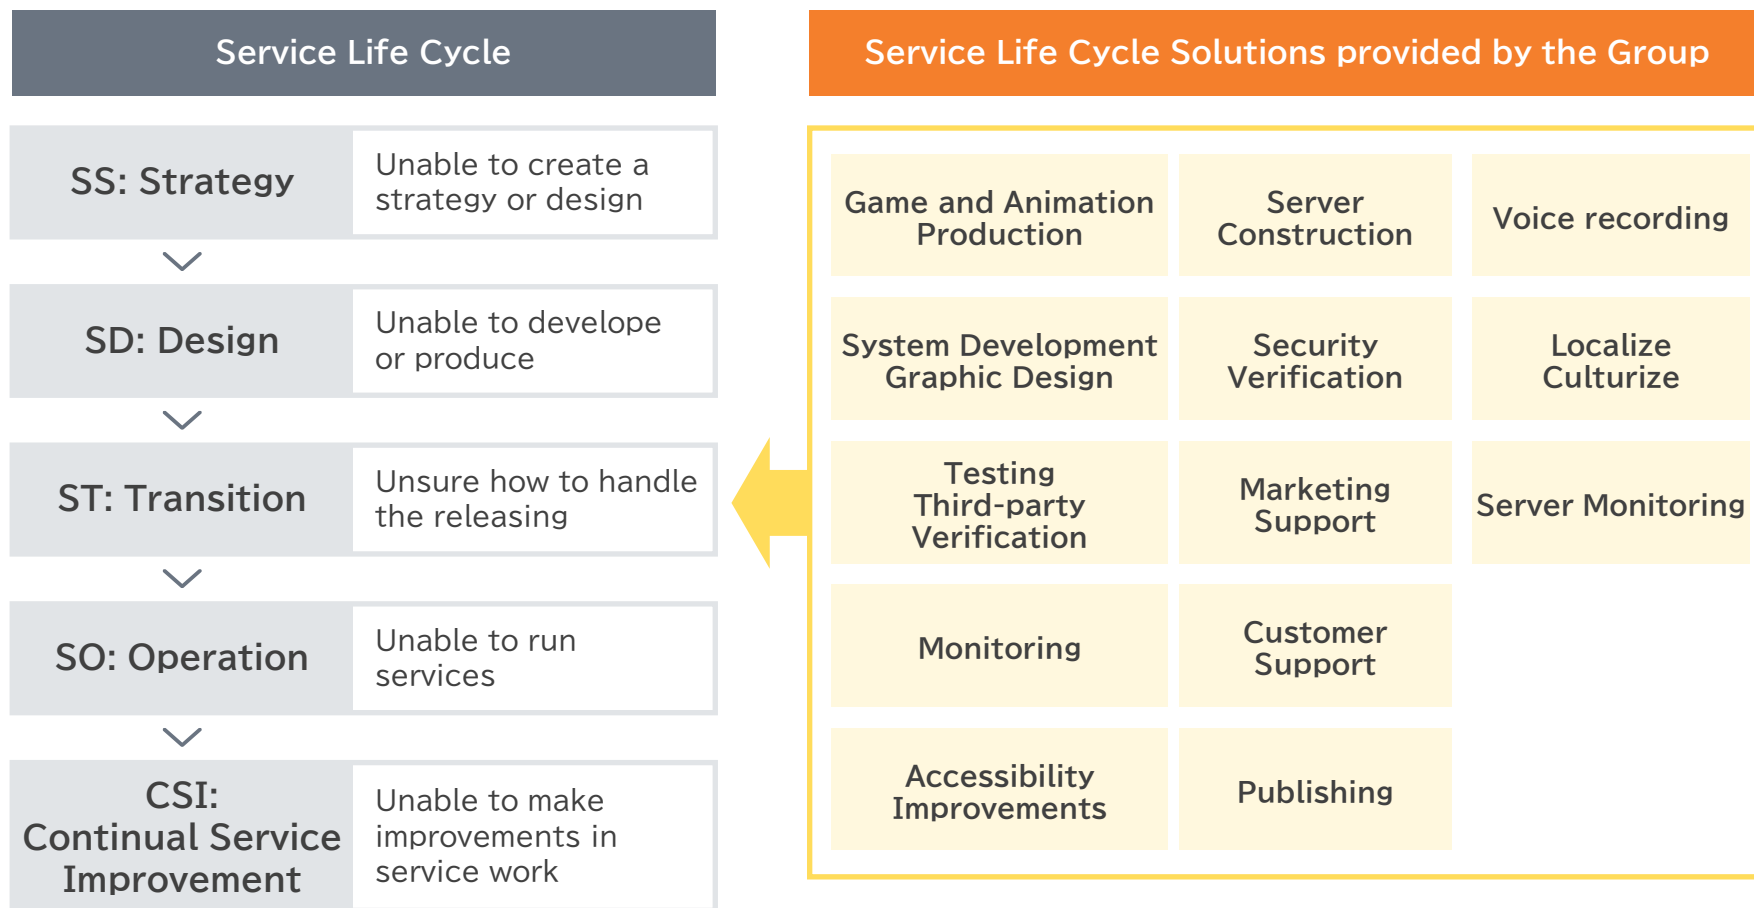 Service Life Cycle
SS: Strategy
Unable to create a
strategy or design
SD: Design
Unable to develope
or produce
ST: Transition
Unsure how to handle
the releasing
SO: Operation
Unable to run
services
CSI:
Continual Service
Improvement
Unable to make
improvements in
service work
Service Life Cycle Solutions provided by the Group
Game and Animation
Production
Server
Construction
Voice recording
System Development
Graphic Design
Security
Verification
Localize
Culturize
Testing
Third-party
Verification
Marketing
Support
Server Monitoring
Monitoring
Customer
Support
Accessibility
Improvements
Publishing